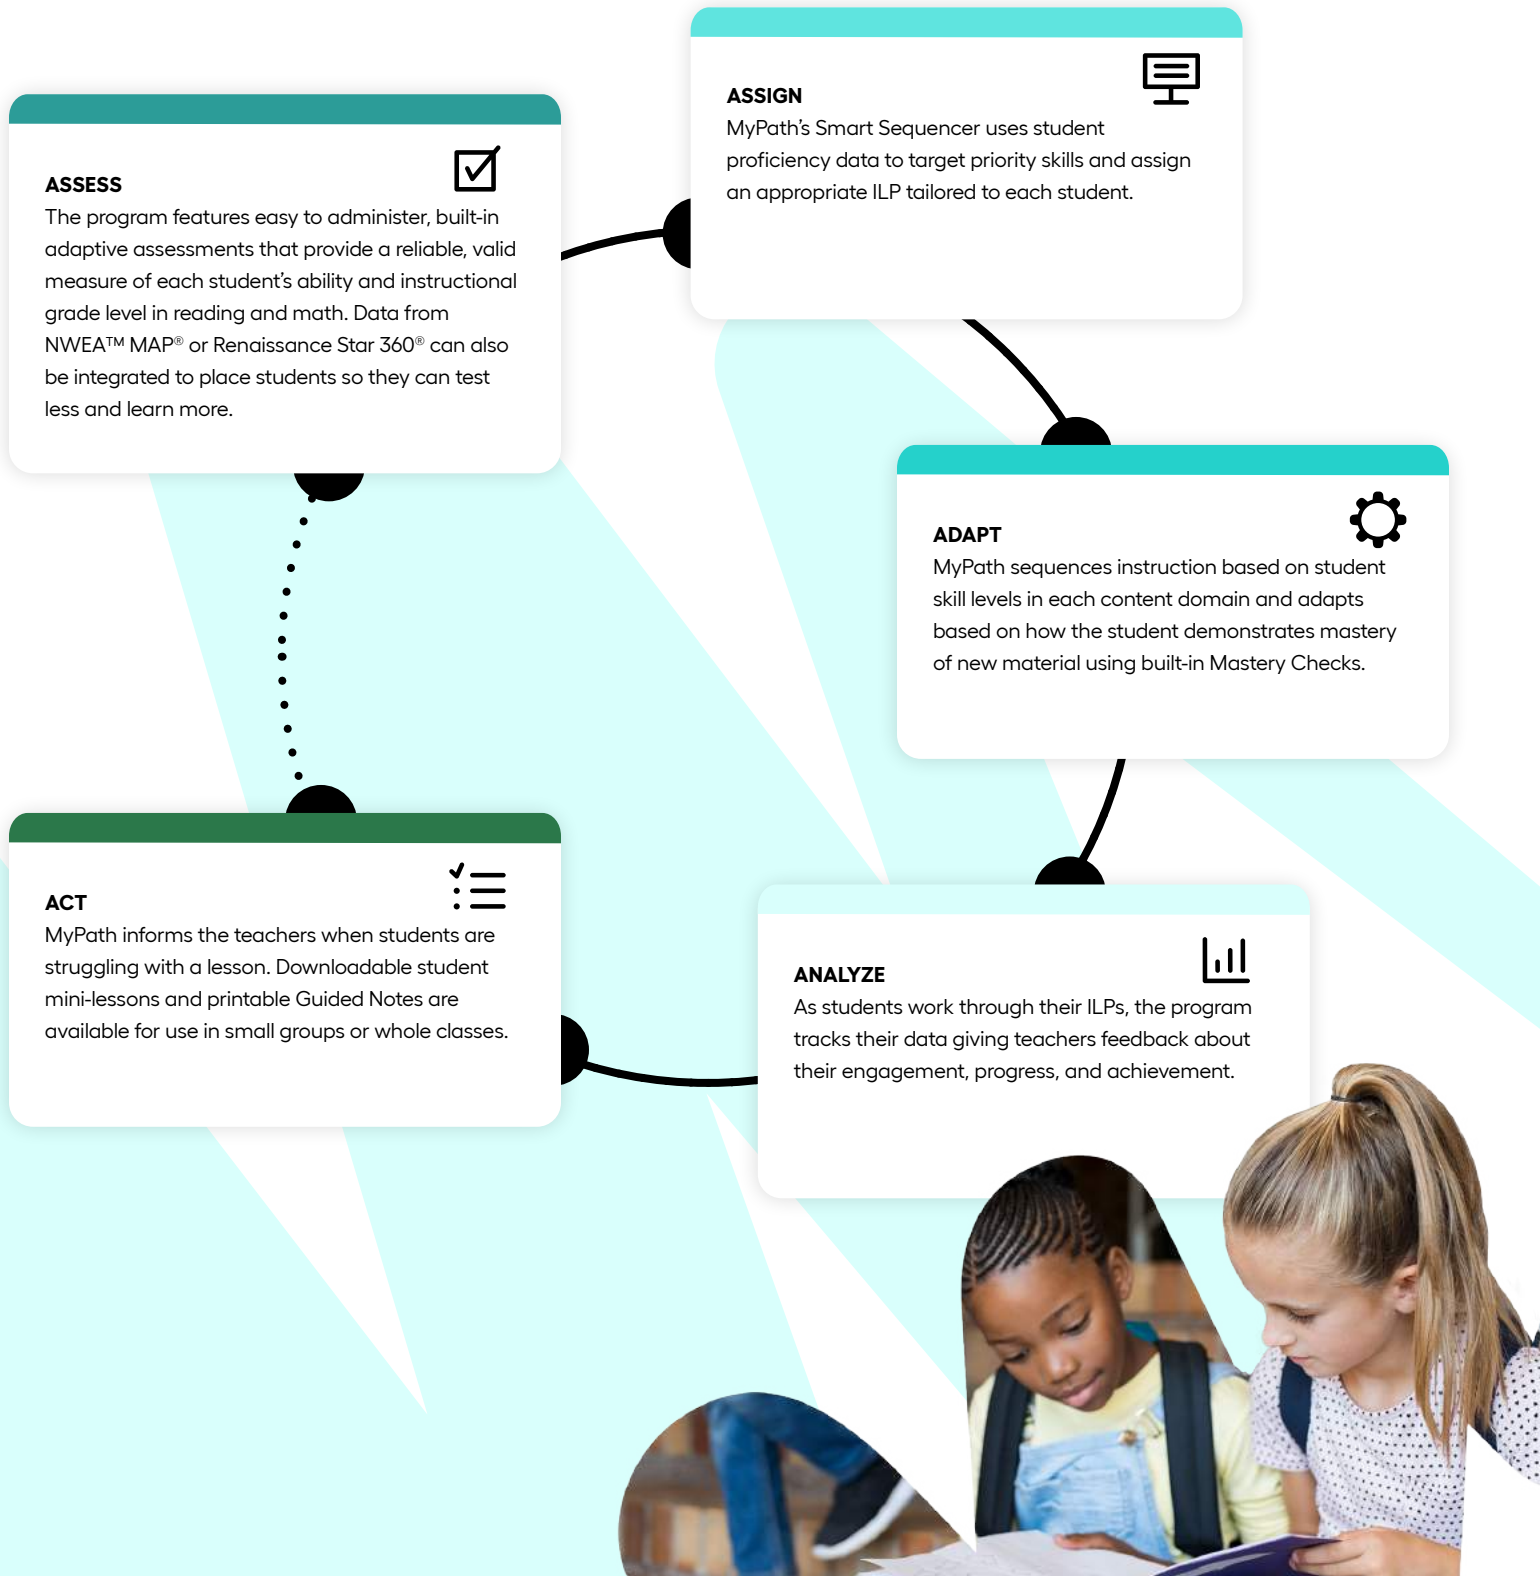 ASSESS
The program features easy to administer, built-in
adaptive assessments that provide a reliable, valid
measure of each student’s ability and instructional
grade level in reading and math. Data from
NWEA™ MAP® or Renaissance Star 360® can also
be integrated to place students so they can test
less and learn more.
ASSIGN
MyPath’s Smart Sequencer uses student
proficiency data to target priority skills and assign
an appropriate ILP tailored to each student.
ADAPT
MyPath sequences instruction based on student
skill levels in each content domain and adapts
based on how the student demonstrates mastery
of new material using built-in Mastery Checks.
ANALYZE
As students work through their ILPs, the program
tracks their data giving teachers feedback about
their engagement, progress, and achievement.
ACT
MyPath informs the teachers when students are
struggling with a lesson. Downloadable student
mini-lessons and printable Guided Notes are
available for use in small groups or whole classes.